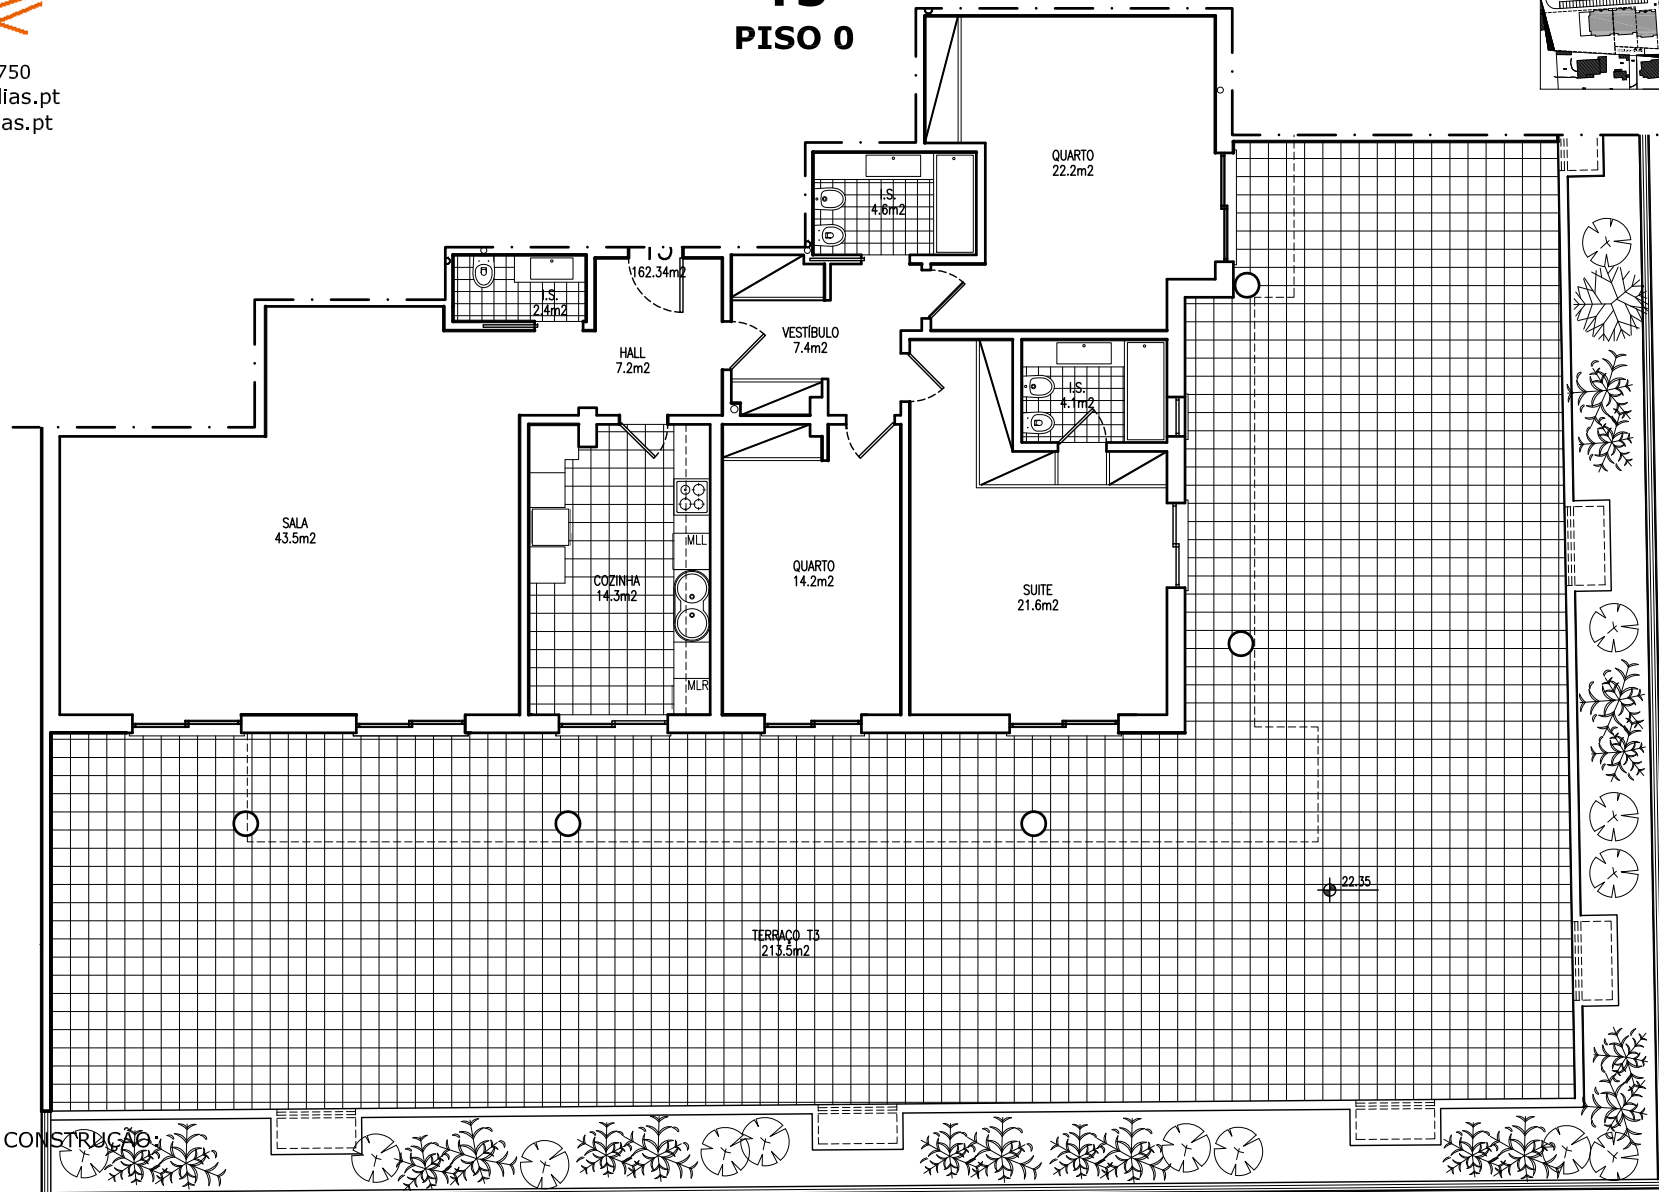 PISO 0
750
lias.pt
as.pt
QUARTO
22.2m2
I.S.
4.6m2
162.34m2
I.S.
2.4m2
VESTÍBULO
7.4m2
HALL
7.2m2
I.S.
4.1m2
SALA
43.5m2
MLL
COZINHA
14.3m2
QUARTO
14.2m2
SUITE
21.6m2
MLR
22.35
TERRAÇO T3
213.5m2
CONSTRUÇÃO: